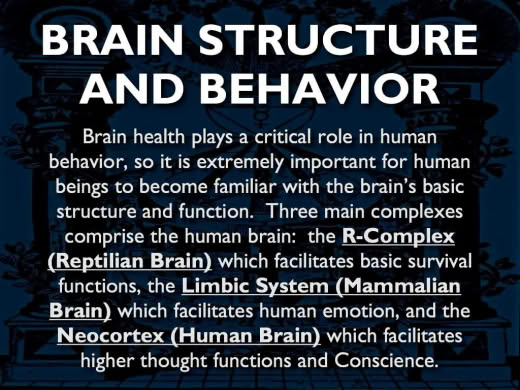 BRAIN STRUCTURE
AND BEHAVIOR
Brain health plays a critical role in human
behavior, so it is extremely important for human
beings to become familiar with the brain's basic
structure and function.  Three main complexes
comprise the human brain:  the R-Complex
(Reptilian Brain) which facilitates basic survival
functions, the Limbic System (Mammalian
Brain) which facilitates human emotion, and the
Neocortex (Human Brain) which facilitates
higher thought functions and Conscience.